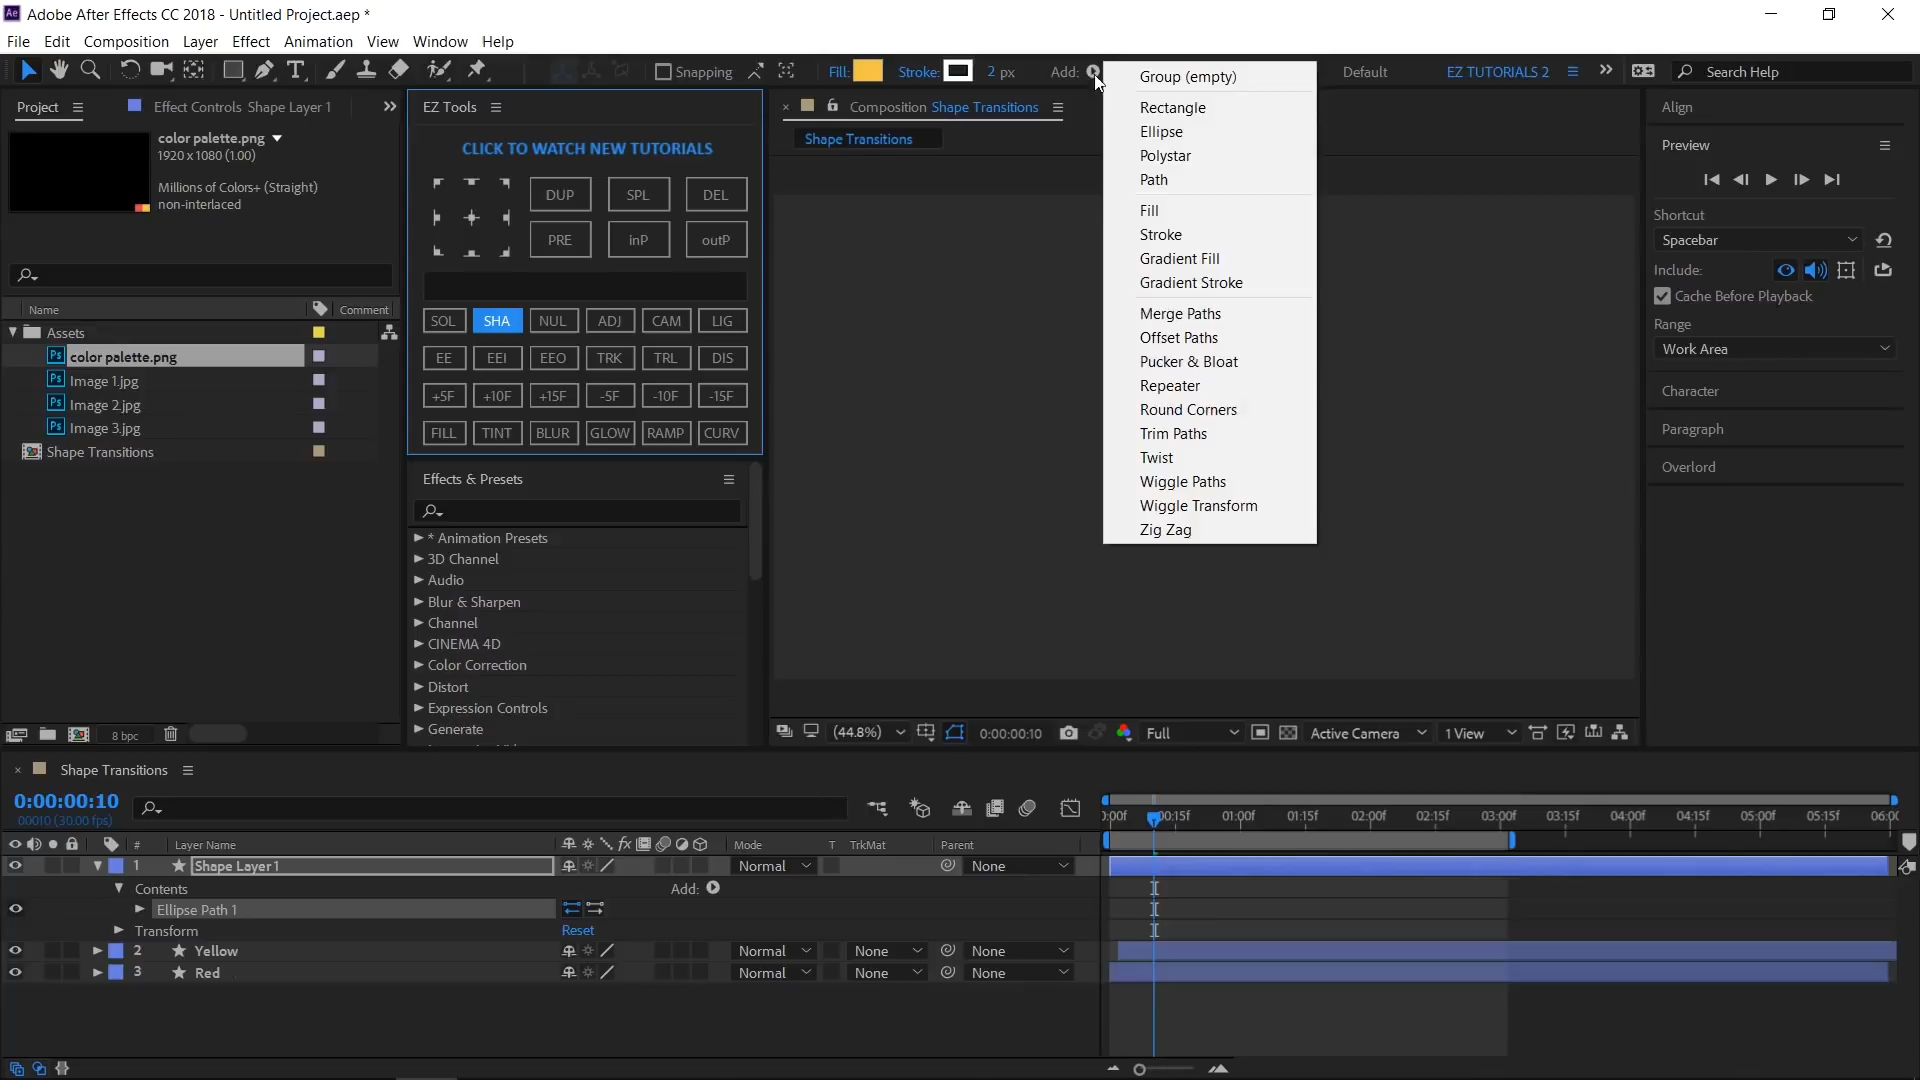 Ae Adobe After Effects CC 2018 - Untitled Project.aep *
File Edit Composition Layer Effect Animation View Window Help
Snapping Fill: Stroke: 2 px Add: Default EZ TUTORIALS 2 Search Help
Project Effect Controls Shape Layer 1
color palette.png
1920 x 1080 (1.00)
Millions of Colors+ (Straight)
non-interlaced
Name Comment
Assets
Ps color palette.png
Ps Image 1.jpg
Ps Image 2.jpg
Ps Image 3.jpg
Shape Transitions
8 bpc
EZ Tools
CLICK TO WATCH NEW TUTORIALS
DUP SPL DEL
PRE inP outP
SOL SHA NUL ADJ CAM LIG
EE EEI EEO TRK TRL DIS
+5F +10F +15F -5F -10F -15F
FILL TINT BLUR GLOW RAMP CURV
Effects & Presets
* Animation Presets
3D Channel
Audio
Blur & Sharpen
Channel
CINEMA 4D
Color Correction
Distort
Expression Controls
Generate
Composition Shape Transitions
Shape Transitions
Group (empty)
Rectangle
Ellipse
Polystar
Path
Fill
Stroke
Gradient Fill
Gradient Stroke
Merge Paths
Offset Paths
Pucker & Bloat
Repeater
Round Corners
Trim Paths
Twist
Wiggle Paths
Wiggle Transform
Zig Zag
(44.8%) 0:00:00:10 Full Active Camera 1 View
Align
Preview
Shortcut
Spacebar
Include:
Cache Before Playback
Range
Work Area
Character
Paragraph
Overlord
Shape Transitions
0:00:00:10
00010 (30.00 fps)
00:15f 01:00f 01:15f 02:00f 02:15f 03:00f 03:15f 04:00f 04:15f 05:00f 05:15f
# Layer Name fx Mode T TrkMat Parent
1 Shape Layer 1 Normal None
Contents Add:
Ellipse Path 1
Transform Reset
2 Yellow Normal None None
3 Red Normal None None